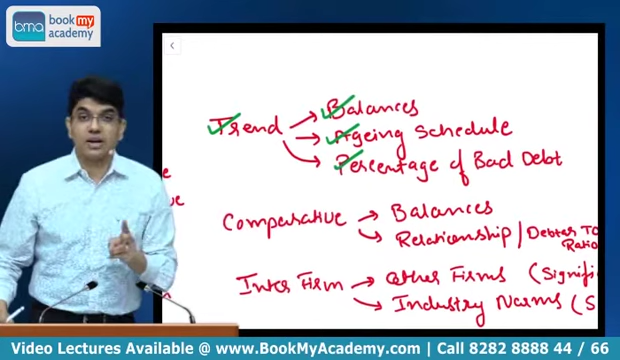 bma book my
academy
Trend → Balances
→ Ageing Schedule
→ Percentage of Bad Debt
Comparative → Balances
→ Relationship / Debtor TO
Ratio
Inter Firm → Other Firms (Signifi
→ Industry Norms (S
Video Lectures Available @ www.BookMyAcademy.com | Call 8282 8888 44 / 66